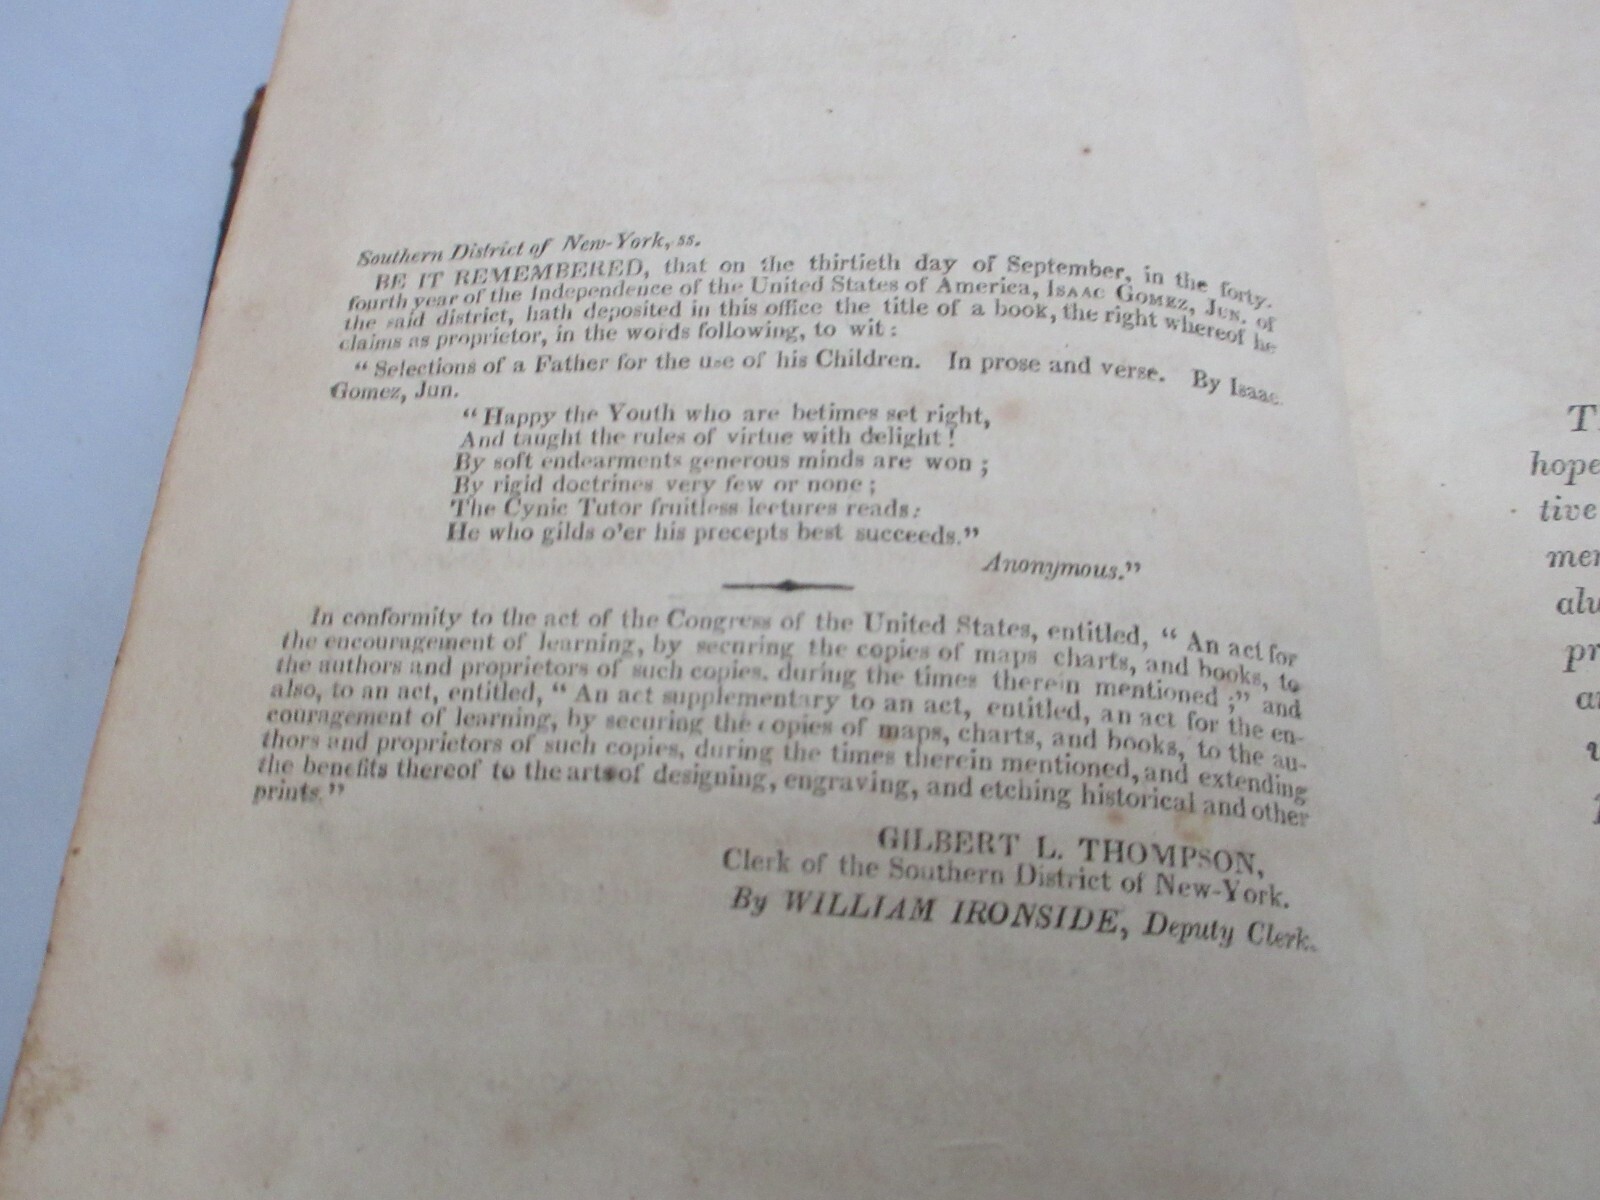 Southern District of New-York, ss.
BE IT REMEMBERED, that on the thirtieth day of September, in the forty-
fourth year of the Independence of the United States of America, ISAAC GOMEZ, JUN. of
the said district, hath deposited in this office the title of a book, the right whereof he
claims as proprietor, in the words following, to wit:
“Selections of a Father for the use of his Children. In prose and verse. By Isaac
Gomez, Jun.
“Happy the Youth who are betimes set right,
And taught the rules of virtue with delight!
By soft endearments generous minds are won;
By rigid doctrines very few or none;
The Cynic Tutor fruitless lectures reads:
He who gilds o'er his precepts best succeeds.”
Anonymous.”
In conformity to the act of the Congress of the United States, entitled, “An act for
the encouragement of learning, by securing the copies of maps charts, and books, to
the authors and proprietors of such copies, during the times therein mentioned;” and
also, to an act, entitled, “An act supplementary to an act, entitled, an act for the en-
couragement of learning, by securing the copies of maps, charts, and books, to the au-
thors and proprietors of such copies, during the times therein mentioned, and extending
the benefits thereof to the arts of designing, engraving, and etching historical and other
prints.”
GILBERT L. THOMPSON,
Clerk of the Southern District of New-York.
By WILLIAM IRONSIDE, Deputy Clerk.
hope
tive